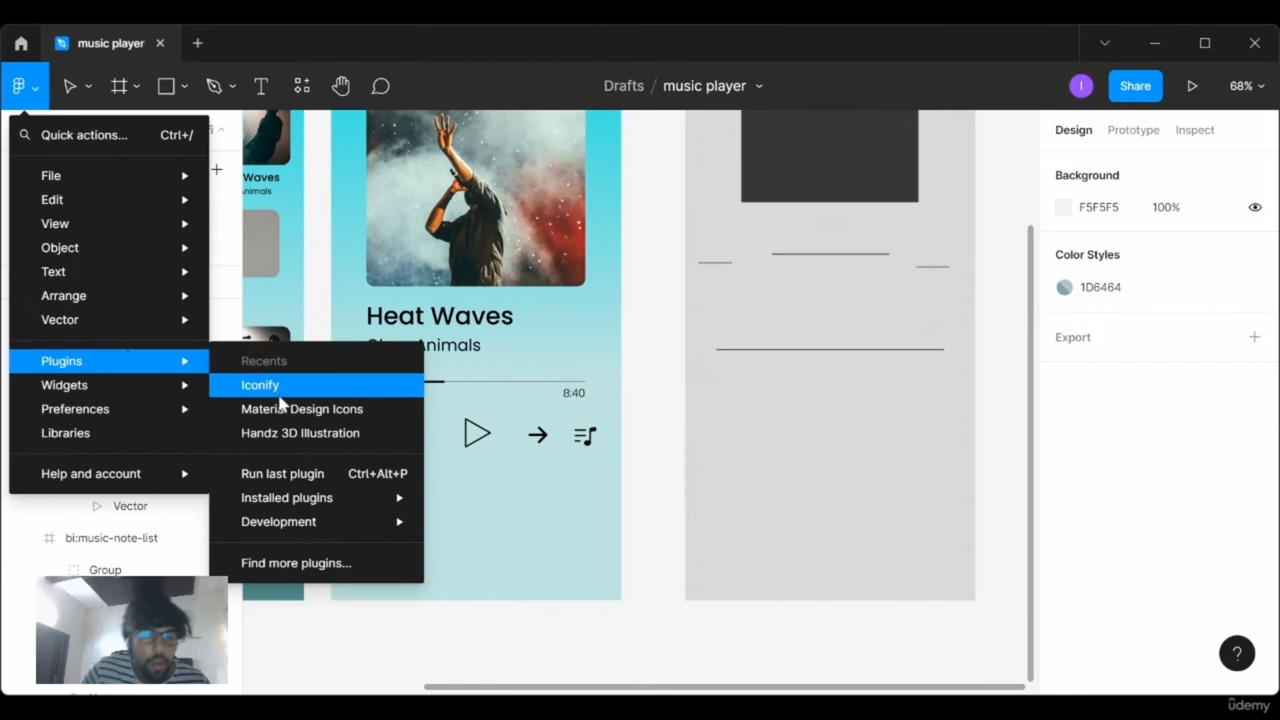 music player
Drafts / music player
I
Share
68%
Quick actions... Ctrl+/
File
Edit
View
Object
Text
Arrange
Vector
Plugins
Widgets
Preferences
Libraries
Help and account
Recents
Iconify
Material Design Icons
Handz 3D Illustration
Run last plugin Ctrl+Alt+P
Installed plugins
Development
Find more plugins...
Vector
bi:music-note-list
Group
Waves
nimals
Heat Waves
Animals
8:40
Design Prototype Inspect
Background
F5F5F5 100%
Color Styles
1D6464
Export
?
ûdemy